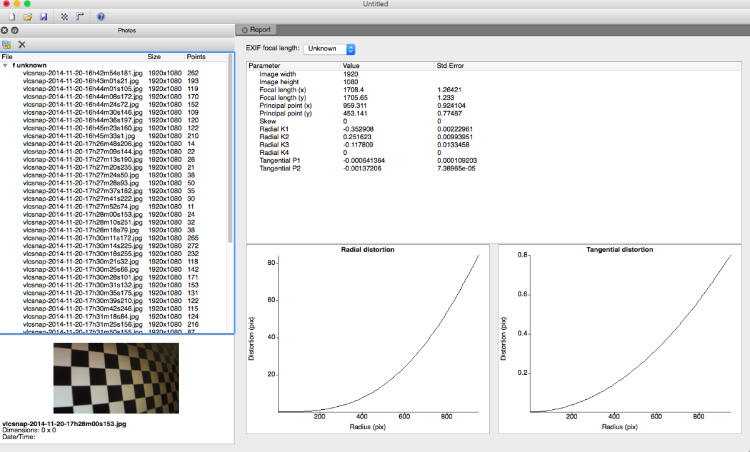 Untitled
Photos
File Size Points
f unknown
vlcsnap-2014-11-20-16h42m54s181.jpg 1920x1080 262
vlcsnap-2014-11-20-16h43m01s21.jpg 1920x1080 193
vlcsnap-2014-11-20-16h44m01s105.jpg 1920x1080 119
vlcsnap-2014-11-20-16h44m08s172.jpg 1920x1080 170
vlcsnap-2014-11-20-16h44m24s72.jpg 1920x1080 152
vlcsnap-2014-11-20-16h44m30s146.jpg 1920x1080 109
vlcsnap-2014-11-20-16h44m36s197.jpg 1920x1080 120
vlcsnap-2014-11-20-16h45m23s160.jpg 1920x1080 122
vlcsnap-2014-11-20-16h45m33s1.jpg 1920x1080 210
vlcsnap-2014-11-20-17h26m48s206.jpg 1920x1080 14
vlcsnap-2014-11-20-17h27m09s144.jpg 1920x1080 22
vlcsnap-2014-11-20-17h27m13s190.jpg 1920x1080 26
vlcsnap-2014-11-20-17h27m20s235.jpg 1920x1080 21
vlcsnap-2014-11-20-17h27m24s50.jpg 1920x1080 38
vlcsnap-2014-11-20-17h27m28s93.jpg 1920x1080 50
vlcsnap-2014-11-20-17h27m37s182.jpg 1920x1080 35
vlcsnap-2014-11-20-17h27m41s222.jpg 1920x1080 30
vlcsnap-2014-11-20-17h27m52s74.jpg 1920x1080 11
vlcsnap-2014-11-20-17h28m00s153.jpg 1920x1080 24
vlcsnap-2014-11-20-17h28m10s251.jpg 1920x1080 32
vlcsnap-2014-11-20-17h28m18s79.jpg 1920x1080 38
vlcsnap-2014-11-20-17h30m11s172.jpg 1920x1080 265
vlcsnap-2014-11-20-17h30m14s225.jpg 1920x1080 272
vlcsnap-2014-11-20-17h30m18s255.jpg 1920x1080 232
vlcsnap-2014-11-20-17h30m21s32.jpg 1920x1080 118
vlcsnap-2014-11-20-17h30m25s66.jpg 1920x1080 142
vlcsnap-2014-11-20-17h30m28s101.jpg 1920x1080 171
vlcsnap-2014-11-20-17h30m31s132.jpg 1920x1080 153
vlcsnap-2014-11-20-17h30m35s175.jpg 1920x1080 131
vlcsnap-2014-11-20-17h30m39s210.jpg 1920x1080 122
vlcsnap-2014-11-20-17h30m42s246.jpg 1920x1080 115
vlcsnap-2014-11-20-17h31m18s84.jpg 1920x1080 124
vlcsnap-2014-11-20-17h31m25s156.jpg 1920x1080 216
vlcsnap-2014-11-20-17h31m50s155.jpg 1920x1080 67
vlcsnap-2014-11-20-17h28m00s153.jpg
Dimensions: 0 x 0
Date/Time:
Report
EXIF focal length: Unknown
Parameter Value Std Error
Image width 1920
Image height 1080
Focal length (x) 1708.4 1.26421
Focal length (y) 1705.65 1.233
Principal point (x) 959.311 0.924104
Principal point (y) 453.141 0.77487
Skew 0 0
Radial K1 -0.352908 0.00222961
Radial K2 0.251623 0.00993951
Radial K3 -0.117809 0.0133456
Radial K4 0 0
Tangential P1 -0.000641364 0.000109203
Tangential P2 -0.00137206 7.38965e-05
Radial distortion
Distortion (pix)
80
60
40
20
200 400 600 800
Radius (pix)
Tangential distortion
Distortion (pix)
0.8
0.6
0.4
0.2
200 400 600 800
Radius (pix)